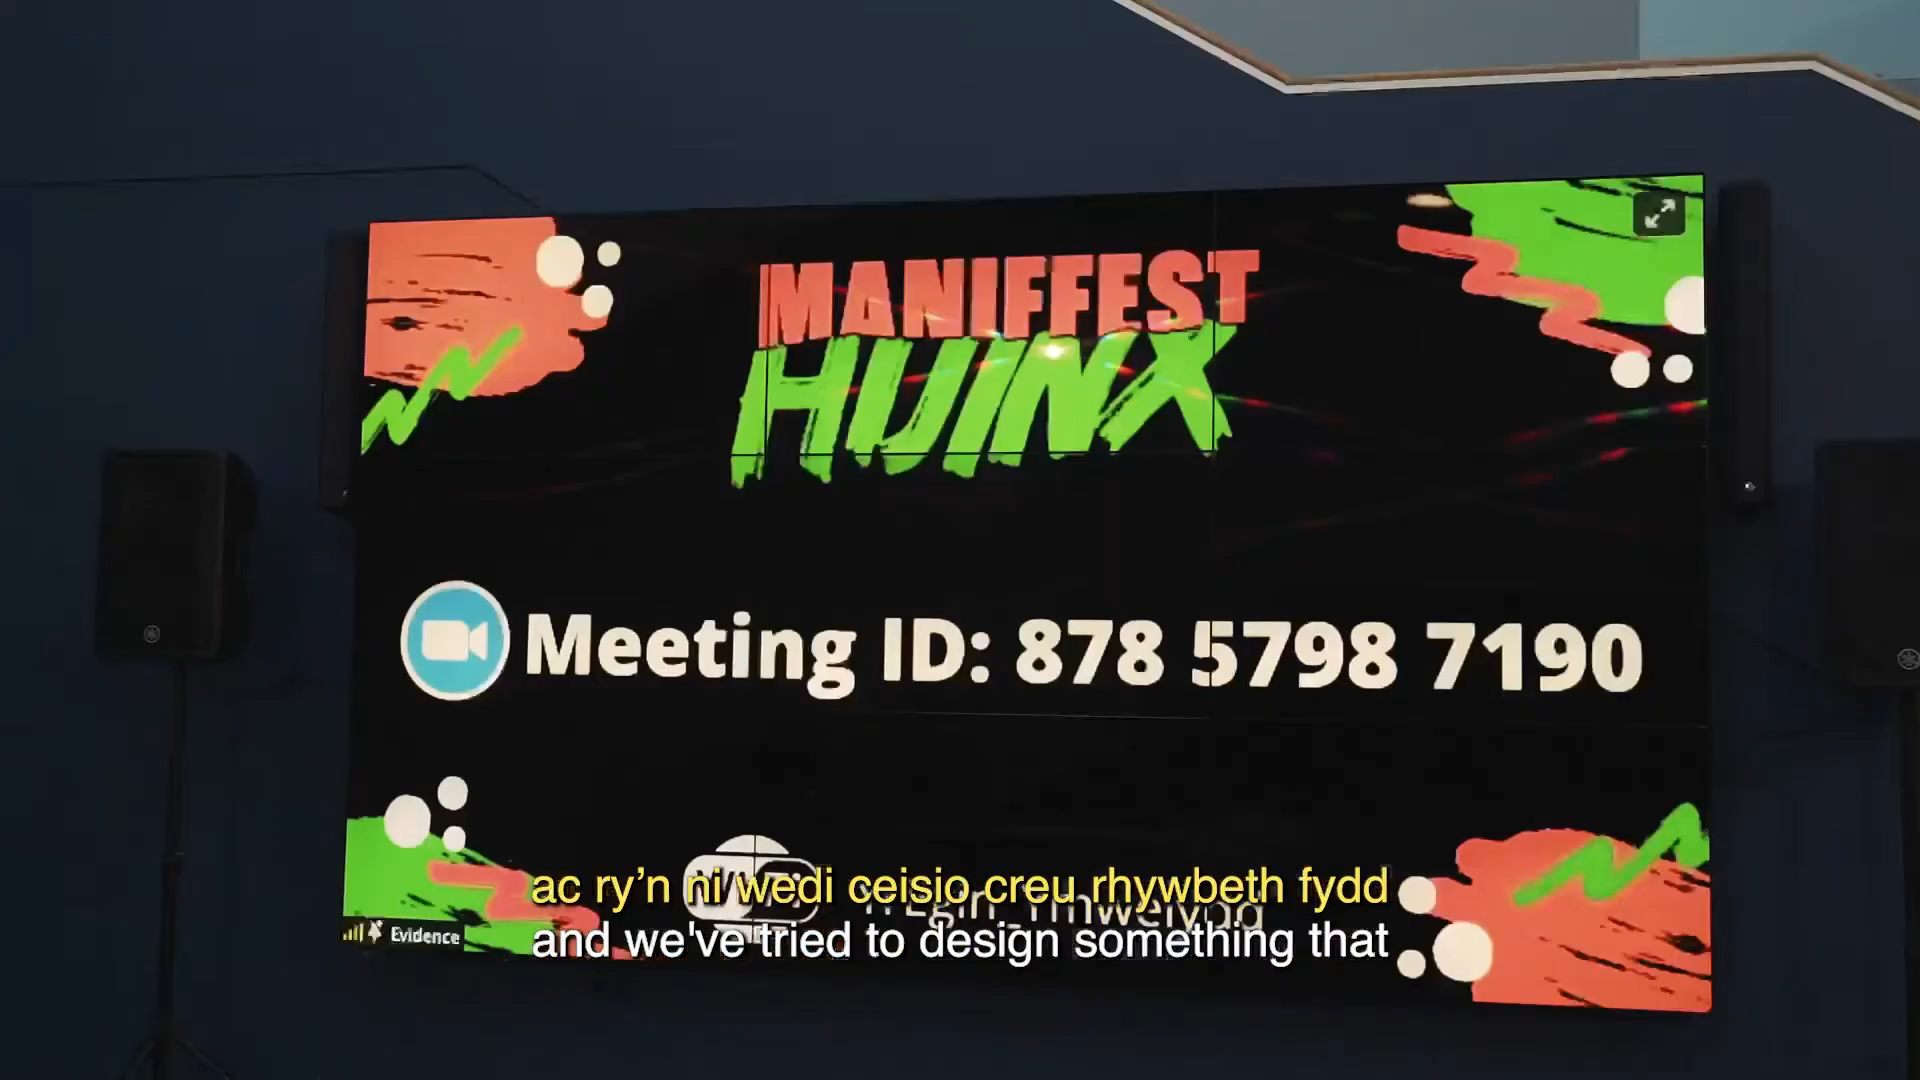 MANIFFEST
HUINX
Meeting ID: 878 5798 7190
ac ry’n ni wedi ceisio creu rhywbeth fydd
and we've tried to design something that
Evidence